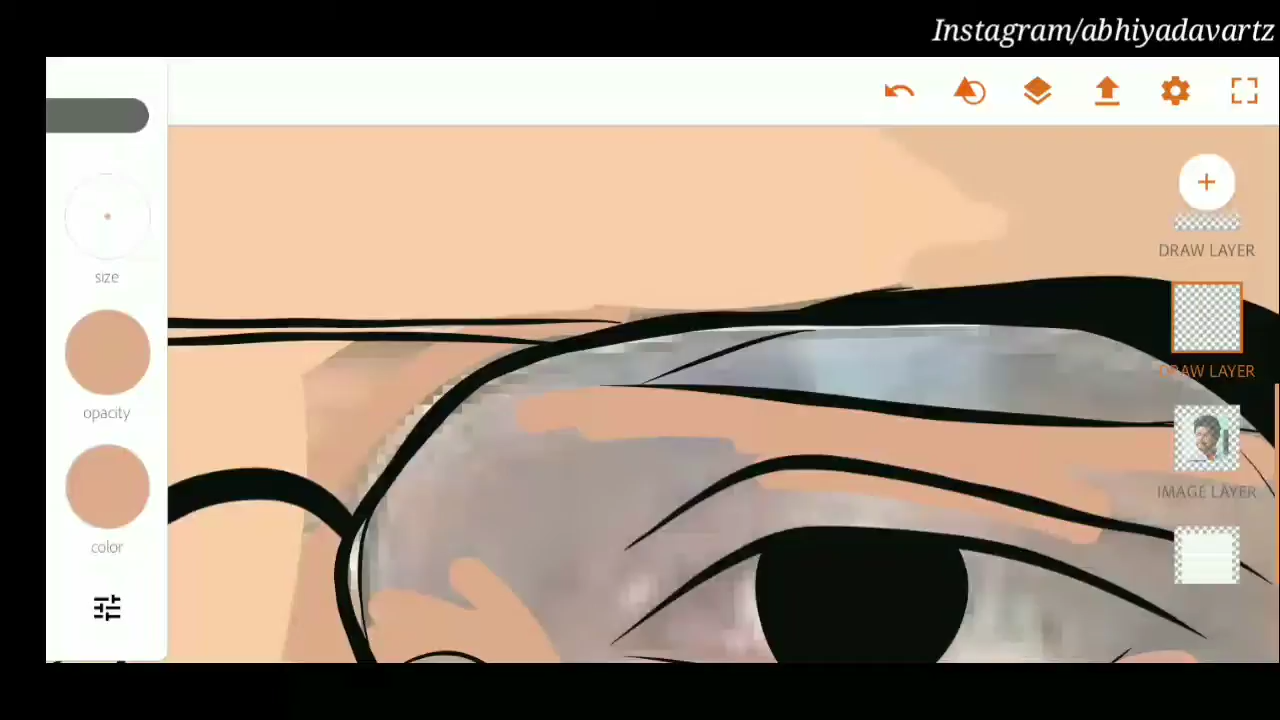 Instagram/abhiyadavartz
size
DRAW LAYER
DRAW LAYER
opacity
IMAGE LAYER
color